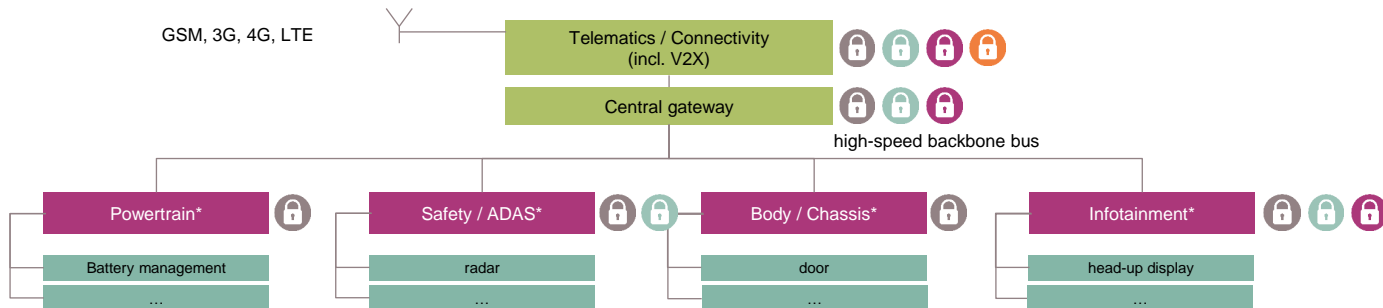 GSM, 3G, 4G, LTE
Telematics / Connectivity
(incl. V2X)
Central gateway
high-speed backbone bus
Powertrain*
Safety / ADAS*
Body / Chassis*
Infotainment*
Battery management
radar
door
head-up display
...
...
...
...